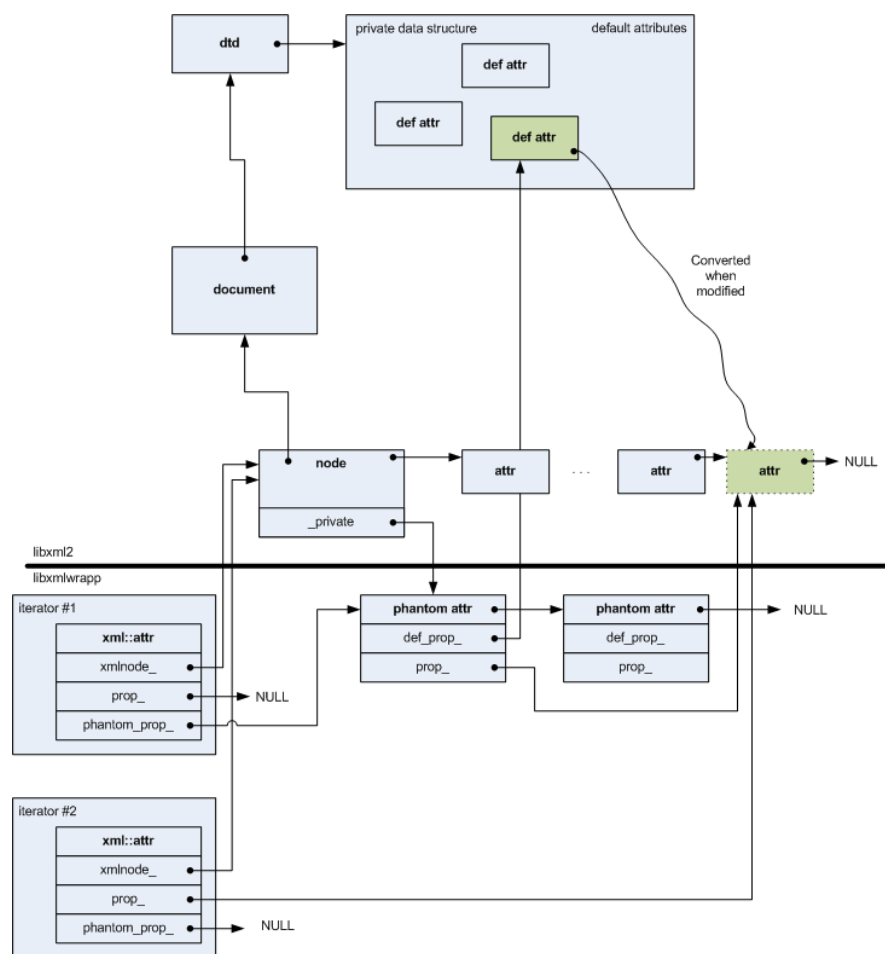 private data structure
default attributes
dtd
def attr
def attr
def attr
Converted
when
modified
document
node
attr
. . .
attr
attr
NULL
_private
libxml2
libxmlwrapp
iterator #1
xml::attr
xmlnode_
prop_
NULL
phantom_prop_
phantom attr
def_prop_
prop_
phantom attr
def_prop_
prop_
NULL
iterator #2
xml::attr
xmlnode_
prop_
phantom_prop_
NULL